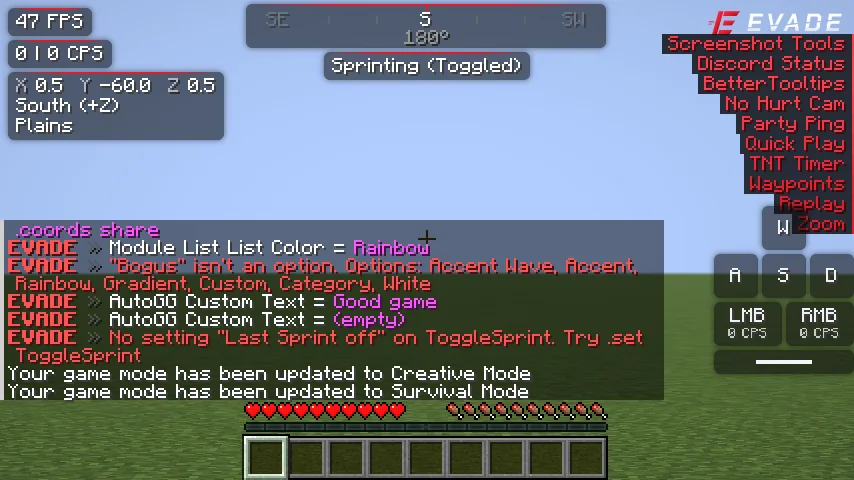 47 FPS
0 | 0 CPS
X 0.5 Y -60.0 Z 0.5
South (+Z)
Plains
SE S SW
180°
Sprinting (Toggled)
EVADE
Screenshot Tools
Discord Status
BetterTooltips
No Hurt Cam
Party Ping
Quick Play
TNT Timer
Waypoints
Replay
Zoom
W
A S D
LMB RMB
0 CPS 0 CPS
.coords share
EVADE » Module List List Color = Rainbow
EVADE » "Bogus" isn't an option. Options: Accent Wave, Accent,
Rainbow, Gradient, Custom, Category, White
EVADE » AutoGG Custom Text = Good game
EVADE » AutoGG Custom Text = (empty)
EVADE » No setting "Last Sprint off" on ToggleSprint. Try .set
ToggleSprint
Your game mode has been updated to Creative Mode
Your game mode has been updated to Survival Mode